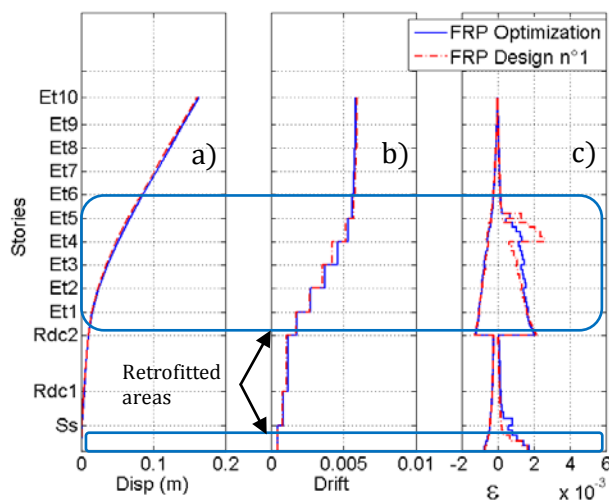 FRP Optimization
FRP Design n°1
Et10
Et9
Et8
Et7
Et6
Et5
Et4
Et3
Et2
Et1
Rdc2
Rdc1
Ss
Stories
a)
b)
c)
Retrofitted
areas
0 0.1 0.2
Disp (m)
0 0.005 0.01
Drift
-2 0 2 4 6
ε x 10⁻³